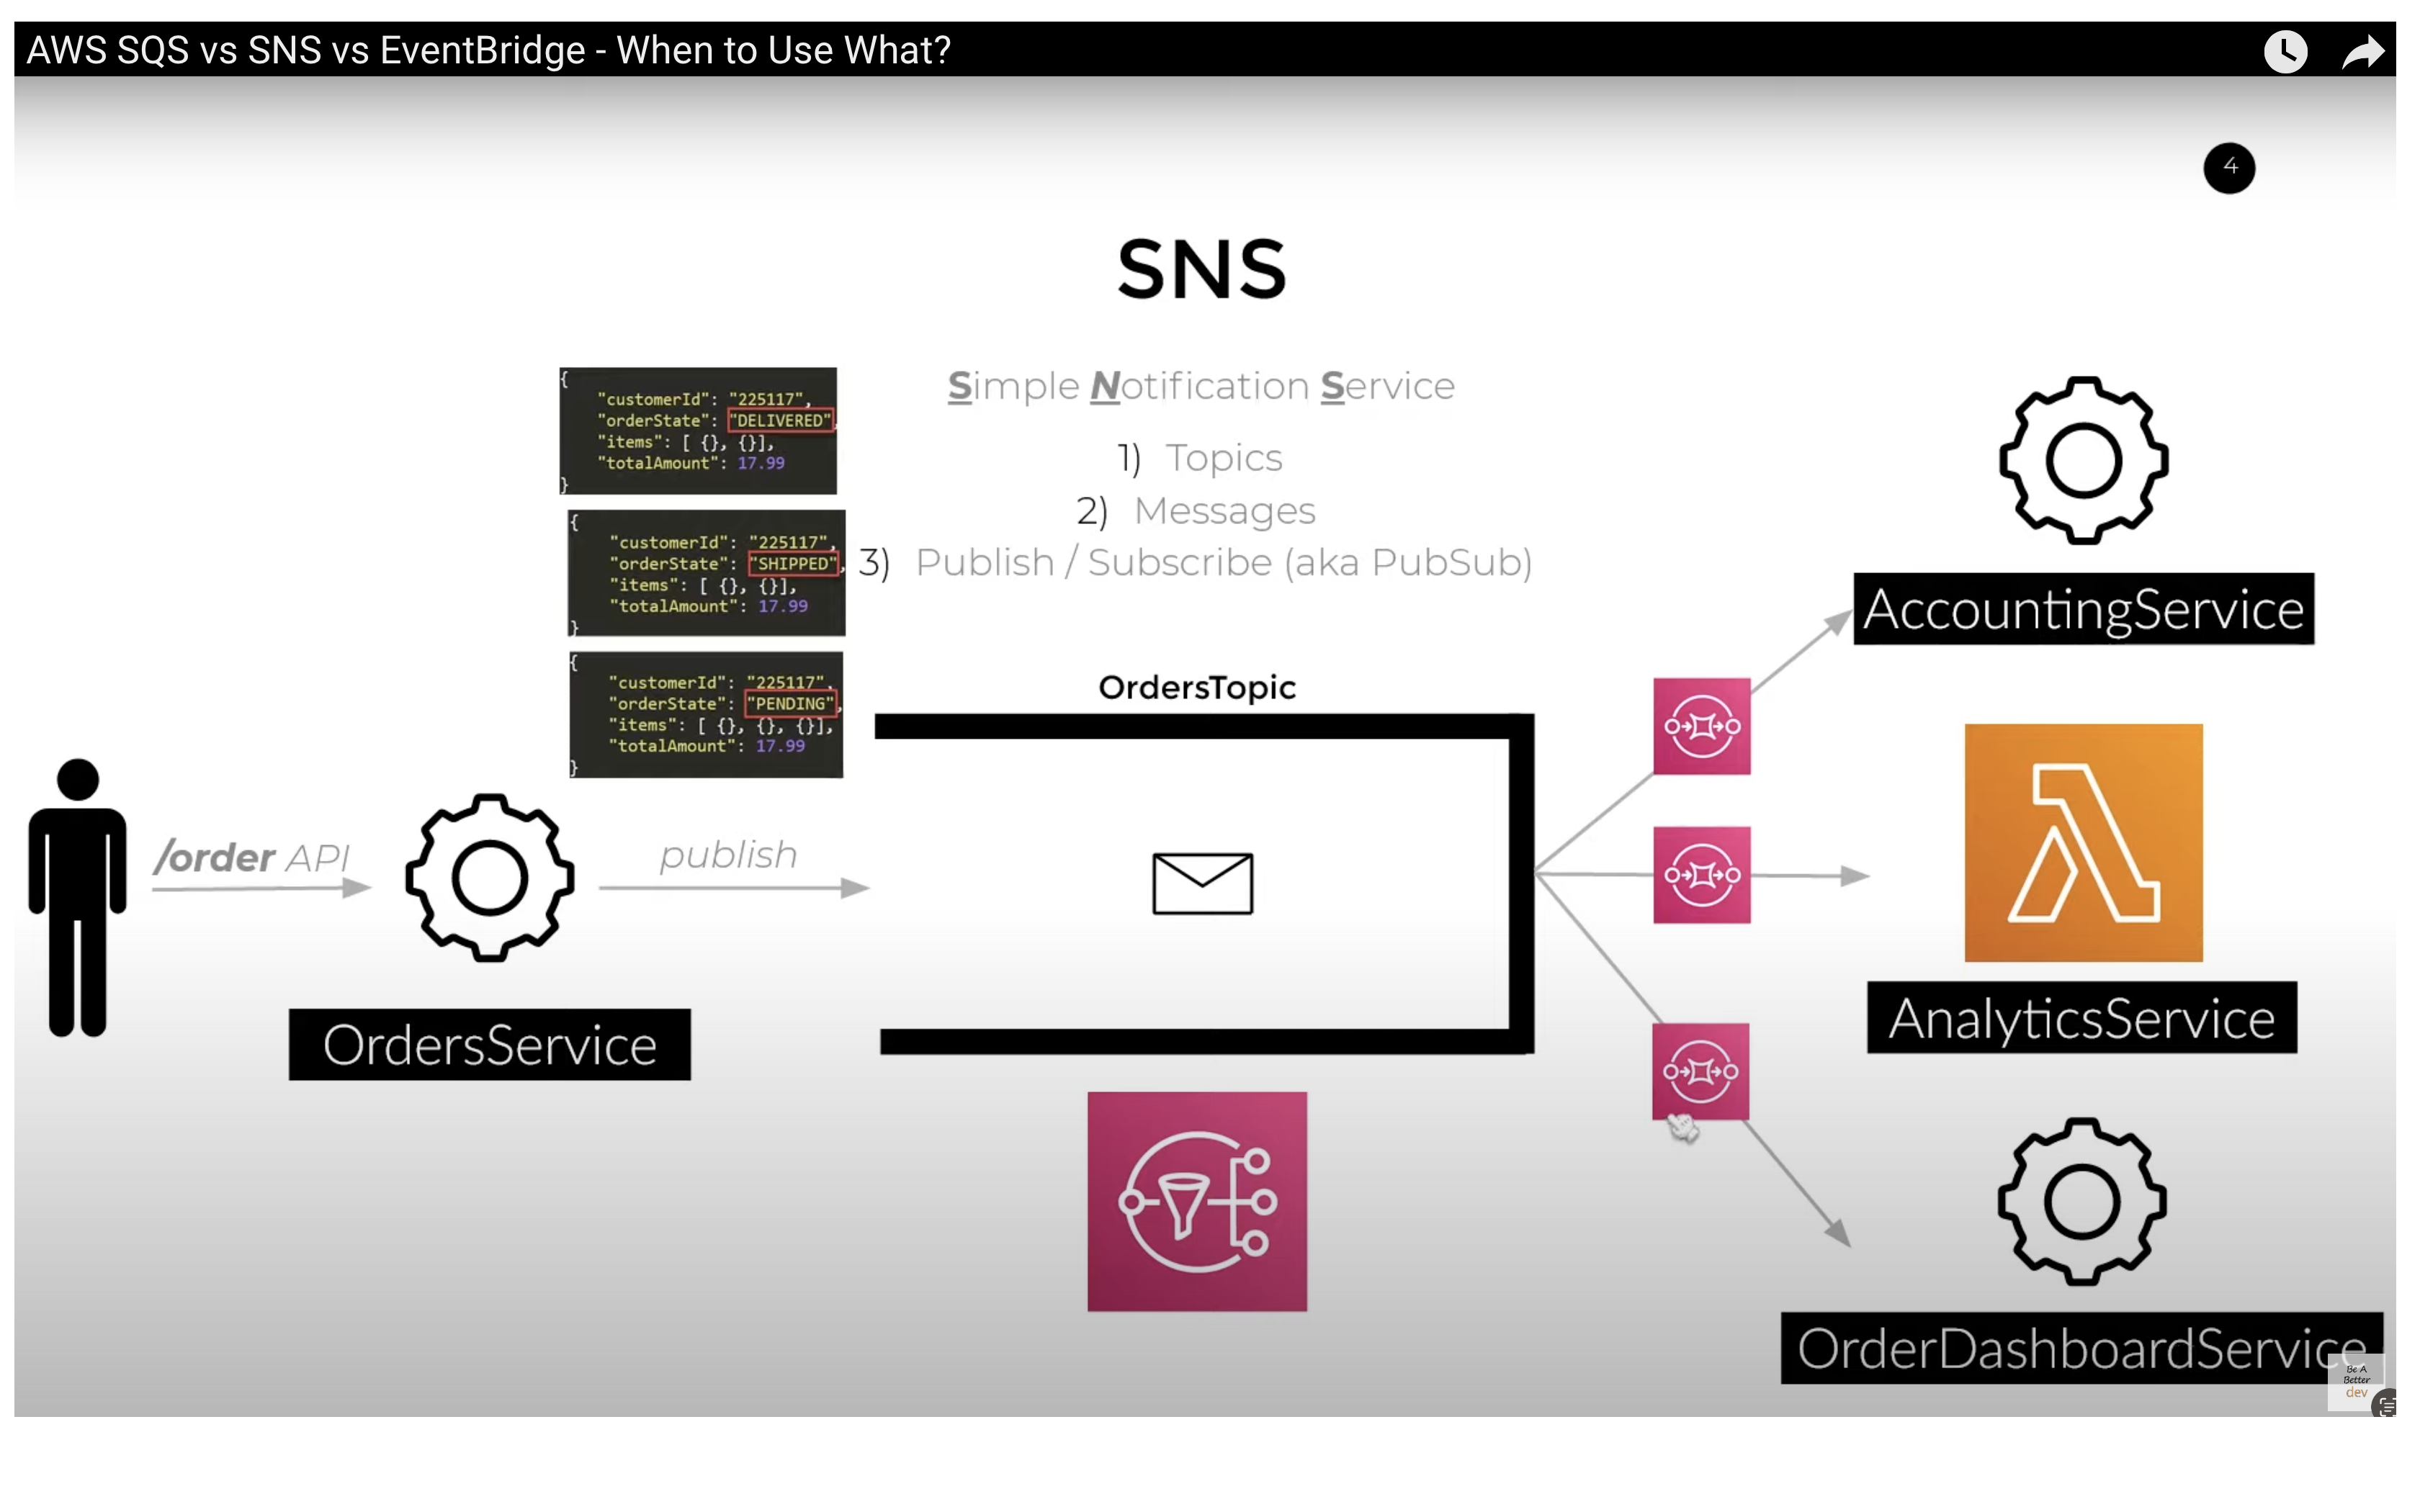 AWS SQS vs SNS vs EventBridge - When to Use What?
4
SNS
Simple Notification Service
1) Topics
2) Messages
3) Publish / Subscribe (aka PubSub)
{
"customerId": "225117",
"orderState": "DELIVERED",
"items": [ {}, {}],
"totalAmount": 17.99
}
{
"customerId": "225117",
"orderState": "SHIPPED",
"items": [ {}, {}],
"totalAmount": 17.99
}
{
"customerId": "225117",
"orderState": "PENDING",
"items": [ {}, {}, {}],
"totalAmount": 17.99
}
/order API
OrdersService
publish
OrdersTopic
AccountingService
AnalyticsService
OrderDashboardService
Be A
Better
dev